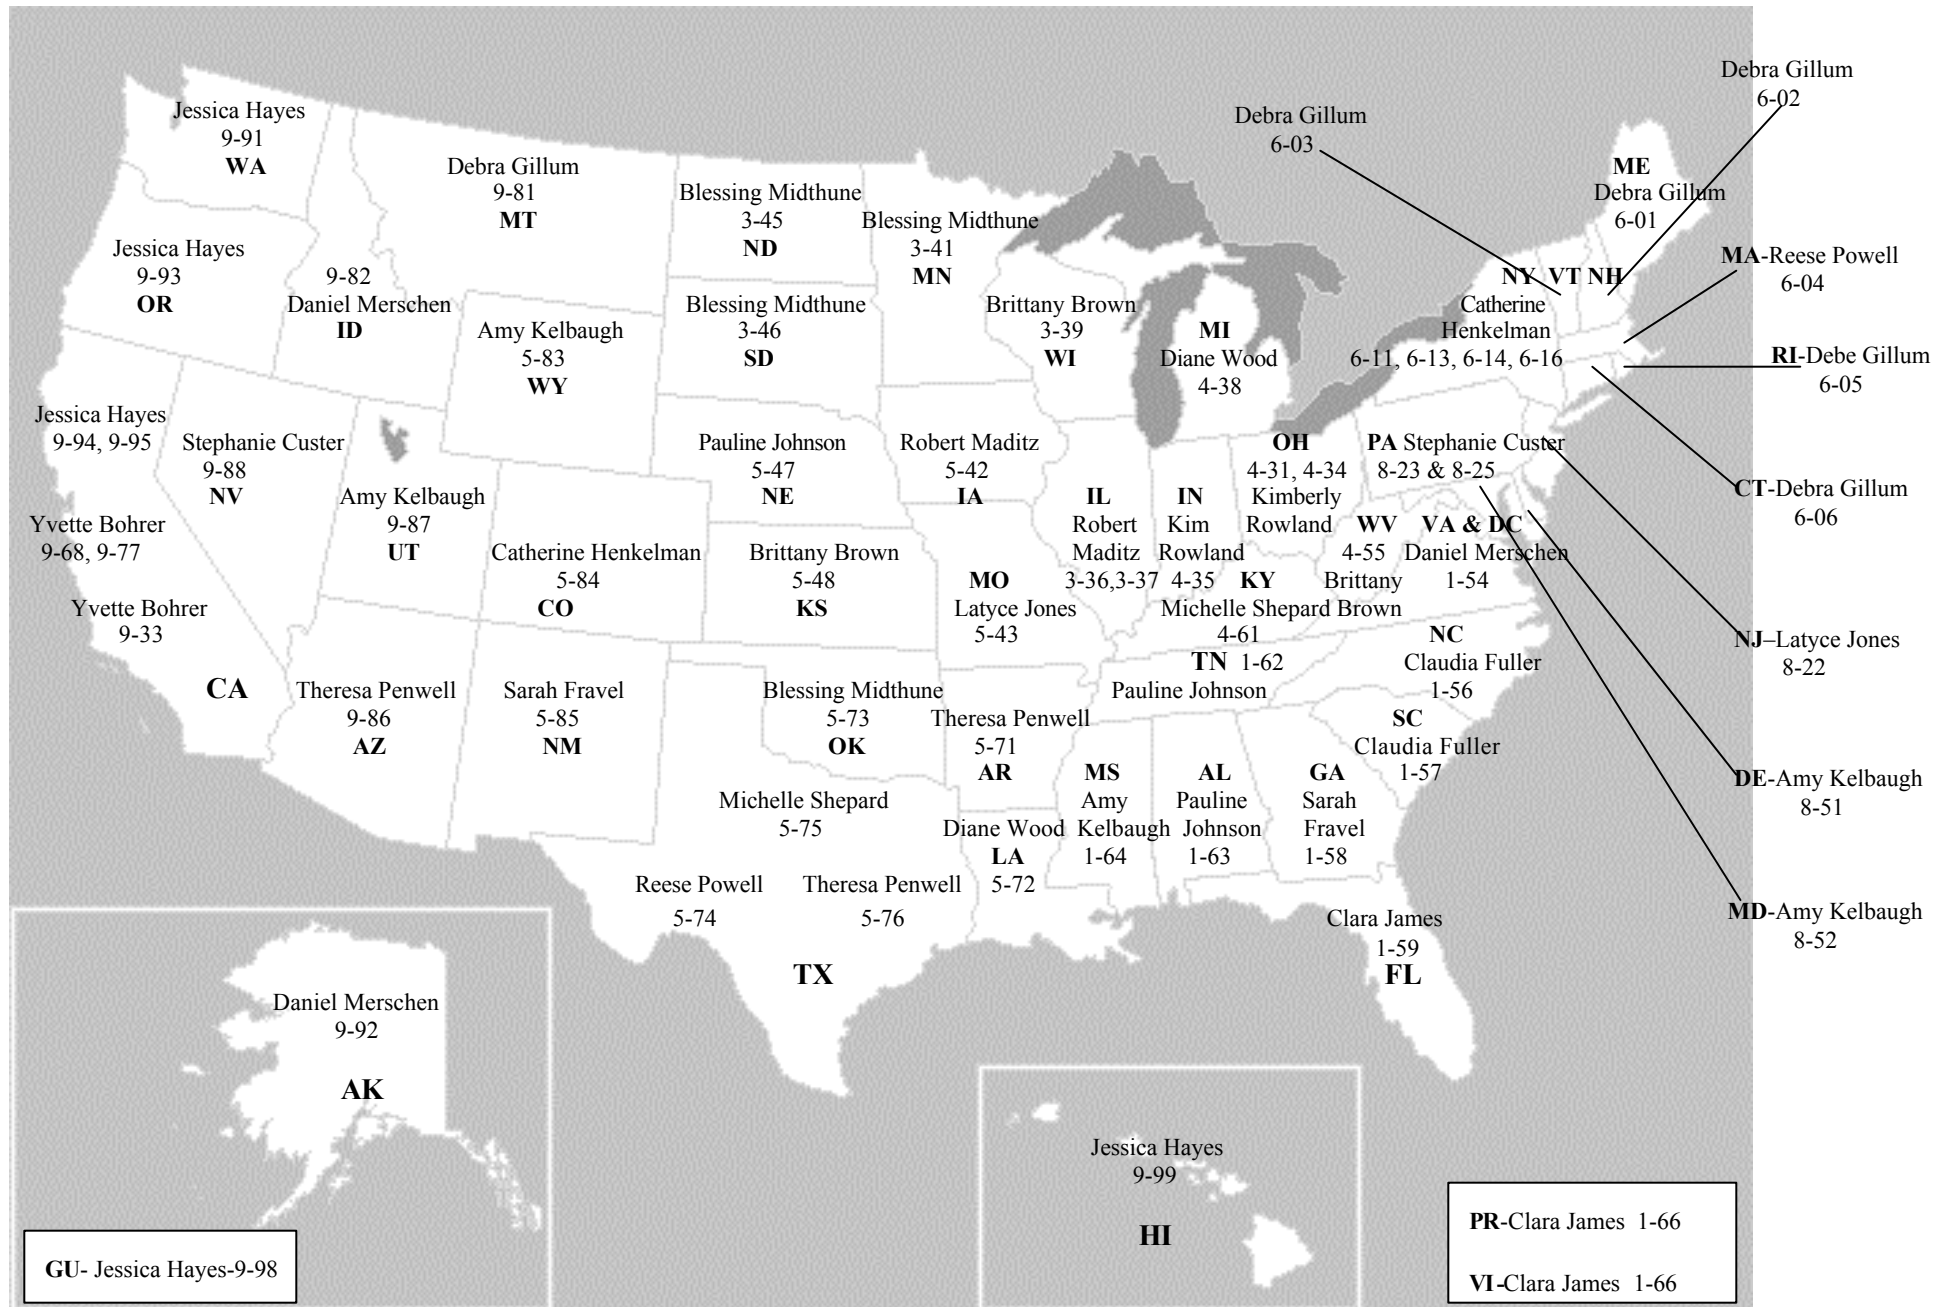 Debra Gillum
6-02
Debra Gillum
6-03
Jessica Hayes
9-91
WA
Debra Gillum
9-81
MT
Blessing Midthune
3-45
ND
Blessing Midthune
3-41
MN
ME
Debra Gillum
6-01
Jessica Hayes
9-93
OR
9-82
Daniel Merschen
ID
Amy Kelbaugh
5-83
WY
Blessing Midthune
3-46
SD
Brittany Brown
3-39
WI
MI
Diane Wood
4-38
NY VT NH
Catherine
Henkelman
6-11, 6-13, 6-14, 6-16
MA-Reese Powell
6-04
RI-Debe Gillum
6-05
Jessica Hayes
9-94, 9-95
Stephanie Custer
9-88
NV
Amy Kelbaugh
9-87
UT
Pauline Johnson
5-47
NE
Robert Maditz
5-42
IA
IL
Robert
Maditz
3-36,3-37
IN
Kim
Rowland
4-35
OH
4-31, 4-34
Kimberly
Rowland
PA Stephanie Custer
8-23 & 8-25
CT-Debra Gillum
6-06
Yvette Bohrer
9-68, 9-77
Yvette Bohrer
9-33
CA
Catherine Henkelman
5-84
CO
Brittany Brown
5-48
KS
MO
Latyce Jones
5-43
WV
4-55
Brittany
Brown
VA & DC
Daniel Merschen
1-54
KY
Michelle Shepard
4-61
NJ–Latyce Jones
8-22
TN 1-62
Pauline Johnson
NC
Claudia Fuller
1-56
Theresa Penwell
9-86
AZ
Sarah Fravel
5-85
NM
Blessing Midthune
5-73
OK
Theresa Penwell
5-71
AR
SC
Claudia Fuller
1-57
MS
Amy
Kelbaugh
1-64
AL
Pauline
Johnson
1-63
GA
Sarah
Fravel
1-58
DE-Amy Kelbaugh
8-51
Michelle Shepard
5-75
Diane Wood
LA
5-72
Reese Powell
5-74
Theresa Penwell
5-76
TX
Clara James
1-59
FL
MD-Amy Kelbaugh
8-52
Daniel Merschen
9-92
AK
Jessica Hayes
9-99
HI
GU- Jessica Hayes-9-98
PR-Clara James 1-66
VI-Clara James 1-66